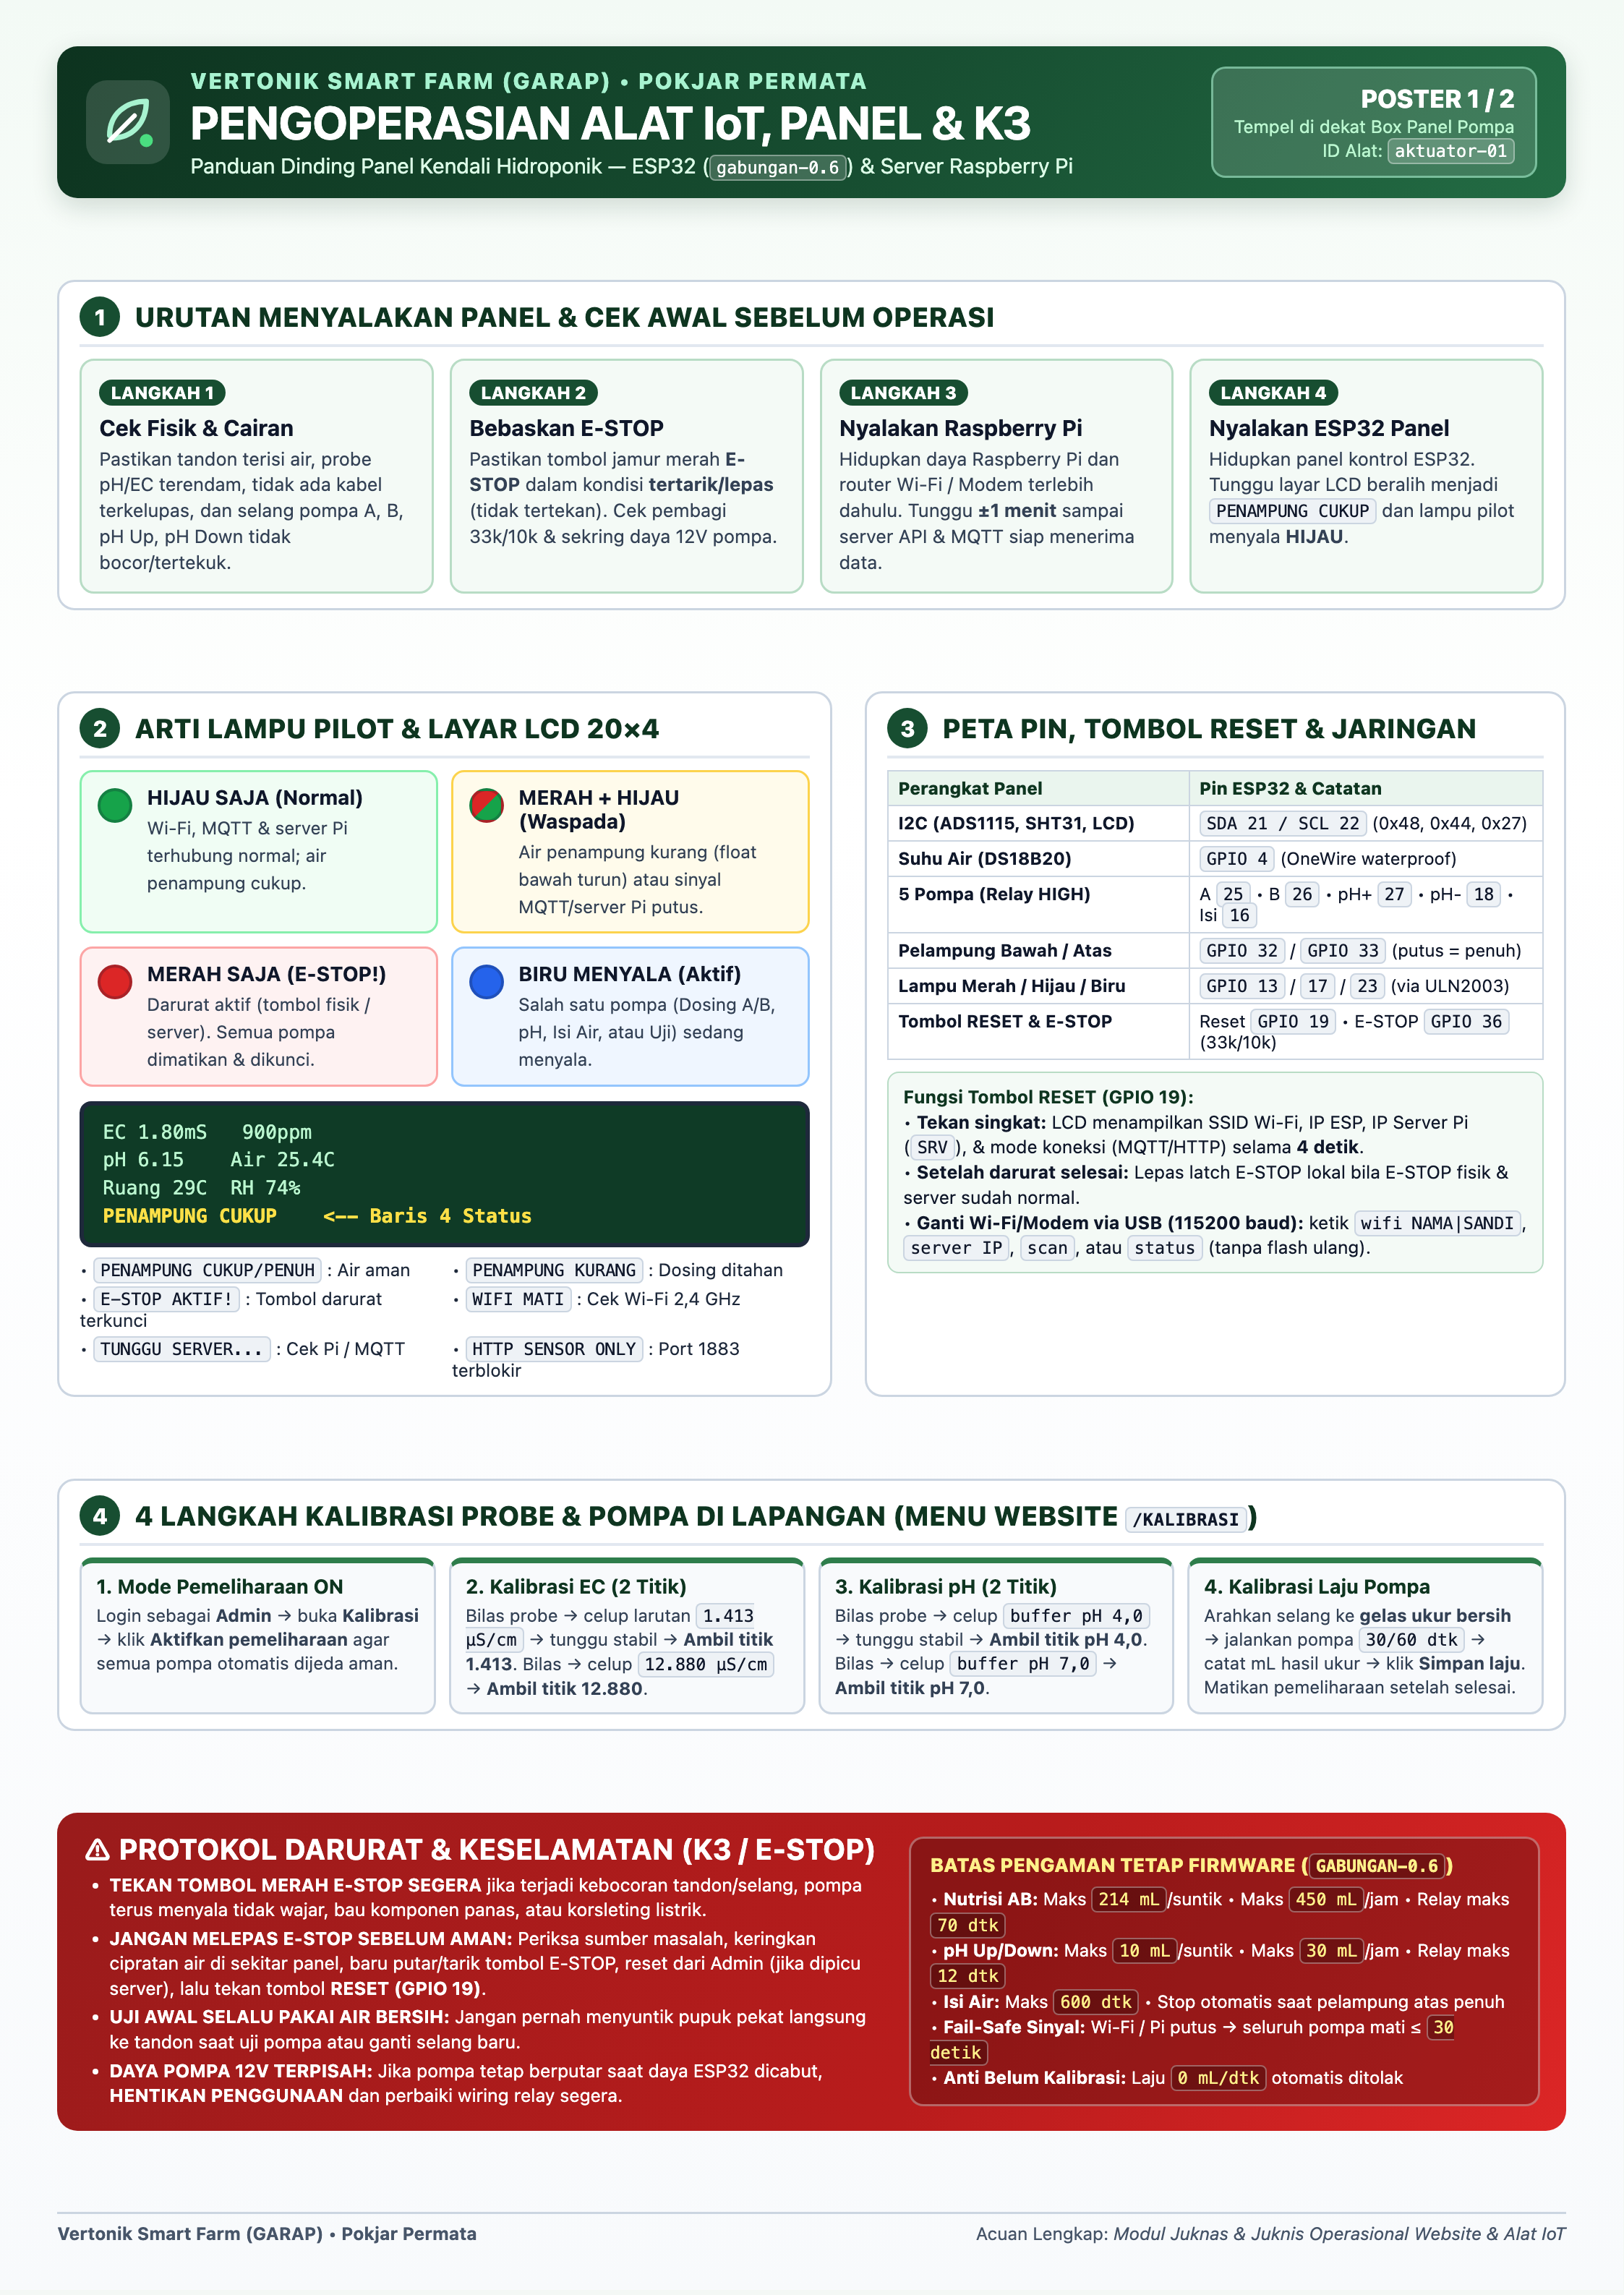 VERTONIK SMART FARM (GARAP) • POKJAR PERMATA
PENGOPERASIAN ALAT IoT, PANEL & K3
Panduan Dinding Panel Kendali Hidroponik — ESP32 (gabungan-0.6) & Server Raspberry Pi
POSTER 1 / 2
Tempel di dekat Box Panel Pompa
ID Alat: aktuator-01
1 URUTAN MENYALAKAN PANEL & CEK AWAL SEBELUM OPERASI
LANGKAH 1
Cek Fisik & Cairan
Pastikan tandon terisi air, probe
pH/EC terendam, tidak ada kabel
terkelupas, dan selang pompa A, B,
pH Up, pH Down tidak
bocor/tertekuk.
LANGKAH 2
Bebaskan E-STOP
Pastikan tombol jamur merah E-
STOP dalam kondisi tertarik/lepas
(tidak tertekan). Cek pembagi
33k/10k & sekring daya 12V pompa.
LANGKAH 3
Nyalakan Raspberry Pi
Hidupkan daya Raspberry Pi dan
router Wi-Fi / Modem terlebih
dahulu. Tunggu ±1 menit sampai
server API & MQTT siap menerima
data.
LANGKAH 4
Nyalakan ESP32 Panel
Hidupkan panel kontrol ESP32.
Tunggu layar LCD beralih menjadi
PENAMPUNG CUKUP dan lampu pilot
menyala HIJAU.
2 ARTI LAMPU PILOT & LAYAR LCD 20×4
HIJAU SAJA (Normal)
Wi-Fi, MQTT & server Pi
terhubung normal; air
penampung cukup.
MERAH + HIJAU
(Waspada)
Air penampung kurang (float
bawah turun) atau sinyal
MQTT/server Pi putus.
MERAH SAJA (E-STOP!)
Darurat aktif (tombol fisik /
server). Semua pompa
dimatikan & dikunci.
BIRU MENYALA (Aktif)
Salah satu pompa (Dosing A/B,
pH, Isi Air, atau Uji) sedang
menyala.
EC 1.80mS   900ppm
pH 6.15    Air 25.4C
Ruang 29C  RH 74%
PENAMPUNG CUKUP    <-- Baris 4 Status
• PENAMPUNG CUKUP/PENUH : Air aman
• PENAMPUNG KURANG : Dosing ditahan
• E-STOP AKTIF! : Tombol darurat
terkunci
• WIFI MATI : Cek Wi-Fi 2,4 GHz
• TUNGGU SERVER... : Cek Pi / MQTT
• HTTP SENSOR ONLY : Port 1883
terblokir
3 PETA PIN, TOMBOL RESET & JARINGAN
Perangkat Panel Pin ESP32 & Catatan
I2C (ADS1115, SHT31, LCD) SDA 21 / SCL 22 (0x48, 0x44, 0x27)
Suhu Air (DS18B20) GPIO 4 (OneWire waterproof)
5 Pompa (Relay HIGH) A 25 • B 26 • pH+ 27 • pH- 18 •
Isi 16
Pelampung Bawah / Atas GPIO 32 / GPIO 33 (putus = penuh)
Lampu Merah / Hijau / Biru GPIO 13 / 17 / 23 (via ULN2003)
Tombol RESET & E-STOP Reset GPIO 19 • E-STOP GPIO 36
(33k/10k)
Fungsi Tombol RESET (GPIO 19):
• Tekan singkat: LCD menampilkan SSID Wi-Fi, IP ESP, IP Server Pi
(SRV), & mode koneksi (MQTT/HTTP) selama 4 detik.
• Setelah darurat selesai: Lepas latch E-STOP lokal bila E-STOP fisik &
server sudah normal.
• Ganti Wi-Fi/Modem via USB (115200 baud): ketik wifi NAMA|SANDI,
server IP, scan, atau status (tanpa flash ulang).
4 4 LANGKAH KALIBRASI PROBE & POMPA DI LAPANGAN (MENU WEBSITE /KALIBRASI)
1. Mode Pemeliharaan ON
Login sebagai Admin → buka Kalibrasi
→ klik Aktifkan pemeliharaan agar
semua pompa otomatis dijeda aman.
2. Kalibrasi EC (2 Titik)
Bilas probe → celup larutan 1.413
µS/cm → tunggu stabil → Ambil titik
1.413. Bilas → celup 12.880 µS/cm
→ Ambil titik 12.880.
3. Kalibrasi pH (2 Titik)
Bilas probe → celup buffer pH 4,0
→ tunggu stabil → Ambil titik pH 4,0.
Bilas → celup buffer pH 7,0 →
Ambil titik pH 7,0.
4. Kalibrasi Laju Pompa
Arahkan selang ke gelas ukur bersih
→ jalankan pompa 30/60 dtk →
catat mL hasil ukur → klik Simpan laju.
Matikan pemeliharaan setelah selesai.
⚠ PROTOKOL DARURAT & KESELAMATAN (K3 / E-STOP)
• TEKAN TOMBOL MERAH E-STOP SEGERA jika terjadi kebocoran tandon/selang, pompa
terus menyala tidak wajar, bau komponen panas, atau korsleting listrik.
• JANGAN MELEPAS E-STOP SEBELUM AMAN: Periksa sumber masalah, keringkan
cipratan air di sekitar panel, baru putar/tarik tombol E-STOP, reset dari Admin (jika dipicu
server), lalu tekan tombol RESET (GPIO 19).
• UJI AWAL SELALU PAKAI AIR BERSIH: Jangan pernah menyuntik pupuk pekat langsung
ke tandon saat uji pompa atau ganti selang baru.
• DAYA POMPA 12V TERPISAH: Jika pompa tetap berputar saat daya ESP32 dicabut,
HENTIKAN PENGGUNAAN dan perbaiki wiring relay segera.
BATAS PENGAMAN TETAP FIRMWARE (GABUNGAN-0.6)
• Nutrisi AB: Maks 214 mL/suntik • Maks 450 mL/jam • Relay maks
70 dtk
• pH Up/Down: Maks 10 mL/suntik • Maks 30 mL/jam • Relay maks
12 dtk
• Isi Air: Maks 600 dtk • Stop otomatis saat pelampung atas penuh
• Fail-Safe Sinyal: Wi-Fi / Pi putus → seluruh pompa mati ≤ 30
detik
• Anti Belum Kalibrasi: Laju 0 mL/dtk otomatis ditolak
Vertonik Smart Farm (GARAP) • Pokjar Permata
Acuan Lengkap: Modul Juknas & Juknis Operasional Website & Alat IoT